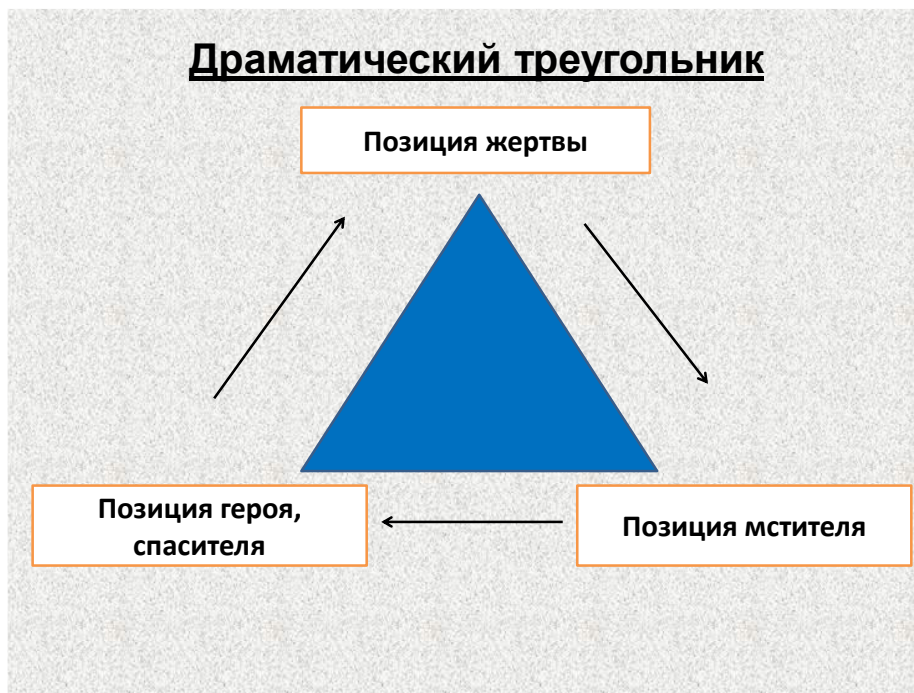 Драматический треугольник
Позиция жертвы
Позиция героя,
спасителя
Позиция мстителя